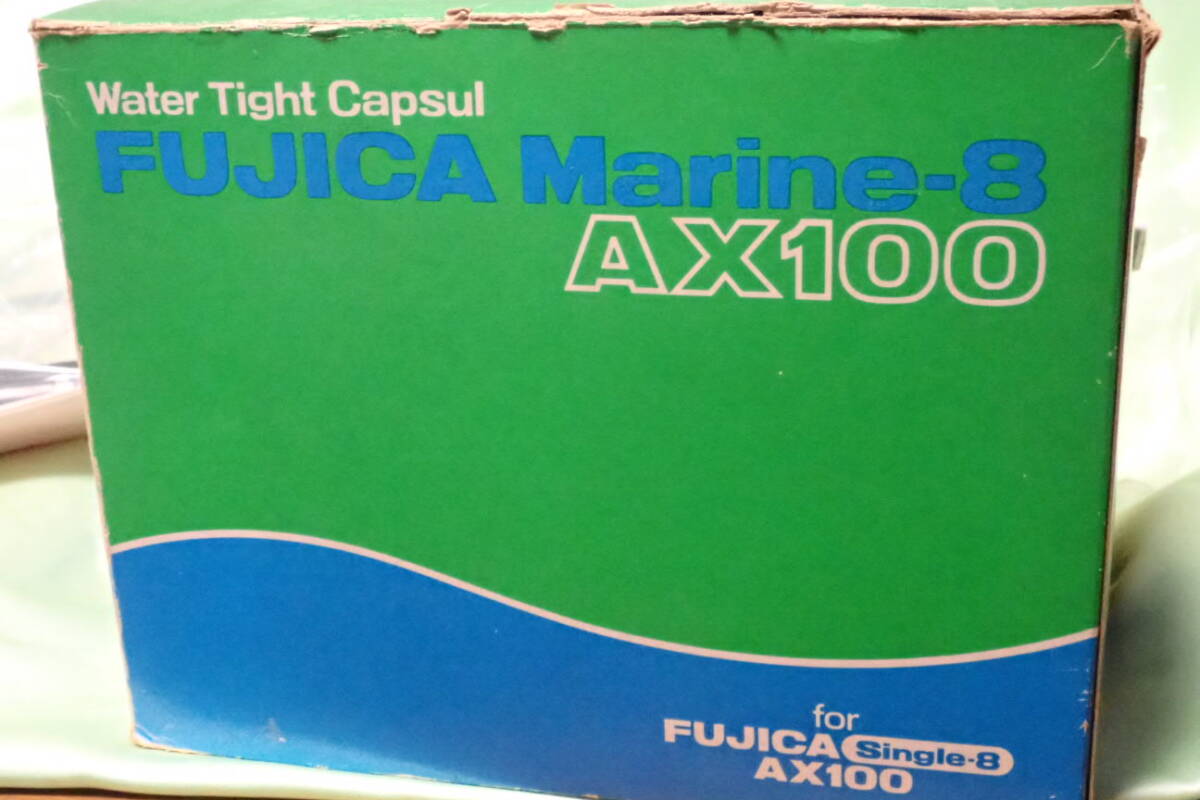 Water Tight Capsul
FUJICA Marine-8
AX100
for
FUJICA Single-8
AX100